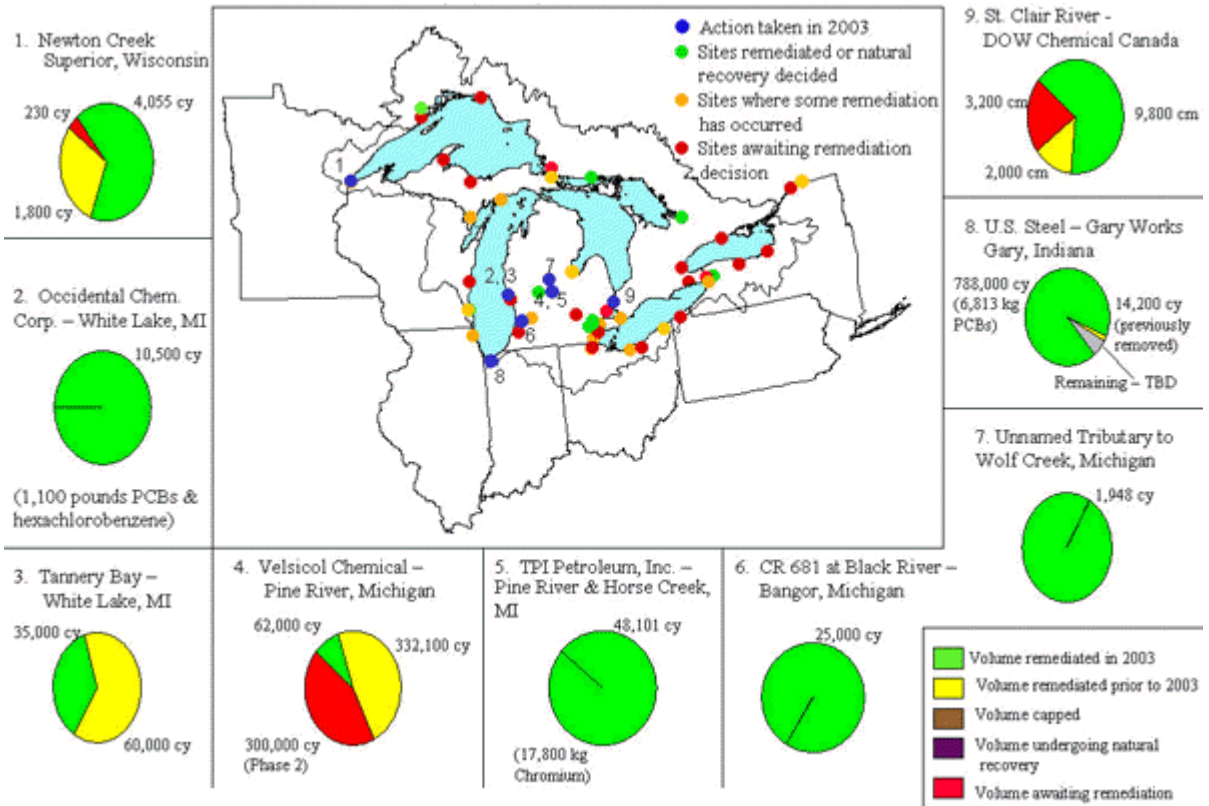 1. Newton Creek
Superior, Wisconsin
4,055 cy
230 cy
1,800 cy
2. Occidental Chem.
Corp. – White Lake, MI
10,500 cy
(1,100 pounds PCBs &
hexachlorobenzene)
3. Tannery Bay –
White Lake, MI
35,000 cy
60,000 cy
4. Velsicol Chemical –
Pine River, Michigan
62,000 cy
332,100 cy
300,000 cy
(Phase 2)
5. TPI Petroleum, Inc. –
Pine River & Horse Creek,
MI
48,101 cy
(17,800 kg
Chromium)
6. CR 681 at Black River –
Bangor, Michigan
25,000 cy
7. Unnamed Tributary to
Wolf Creek, Michigan
1,948 cy
8. U.S. Steel – Gary Works
Gary, Indiana
788,000 cy
(6,813 kg
PCBs)
14,200 cy
(previously
removed)
Remaining – TBD
9. St. Clair River -
DOW Chemical Canada
3,200 cm
9,800 cm
2,000 cm
Action taken in 2003
Sites remediated or natural
recovery decided
Sites where some remediation
has occurred
Sites awaiting remediation
decision
1
2, 3
7
4
5
9
6
8
Volume remediated in 2003
Volume remediated prior to 2003
Volume capped
Volume undergoing natural
recovery
Volume awaiting remediation